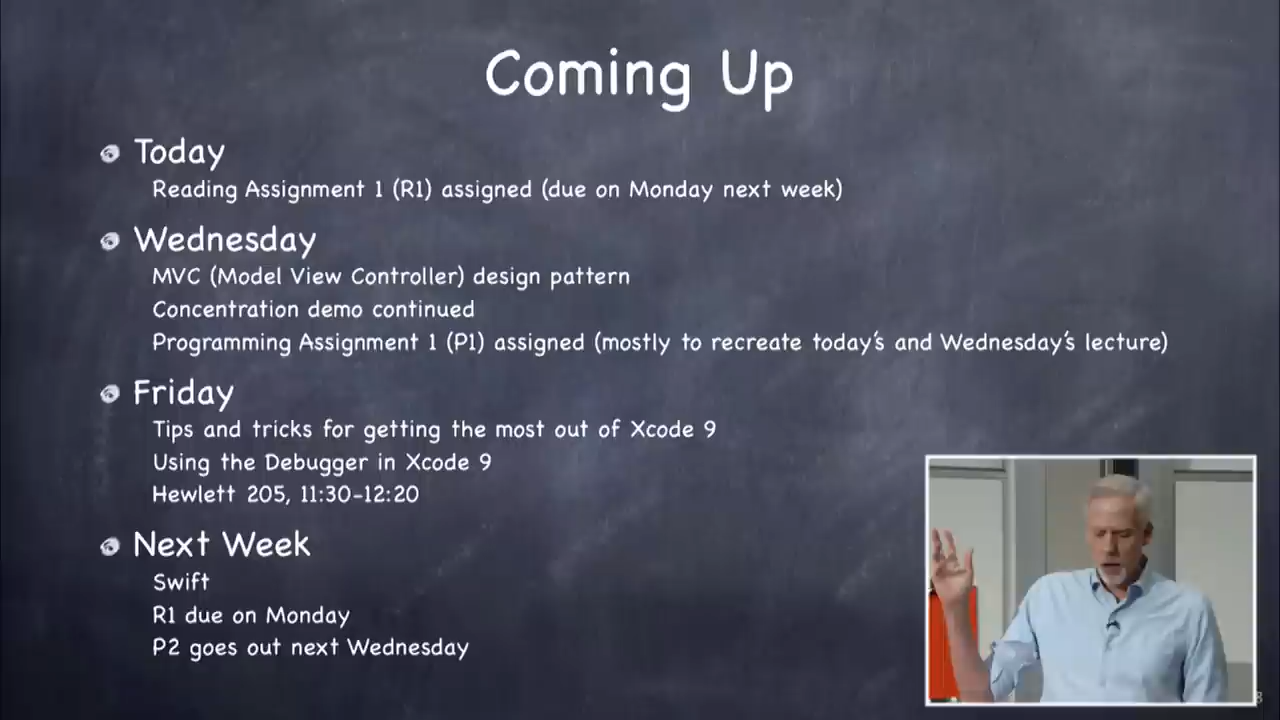 Coming Up
Today
Reading Assignment 1 (R1) assigned (due on Monday next week)
Wednesday
MVC (Model View Controller) design pattern
Concentration demo continued
Programming Assignment 1 (P1) assigned (mostly to recreate today's and Wednesday's lecture)
Friday
Tips and tricks for getting the most out of Xcode 9
Using the Debugger in Xcode 9
Hewlett 205, 11:30-12:20
Next Week
Swift
R1 due on Monday
P2 goes out next Wednesday